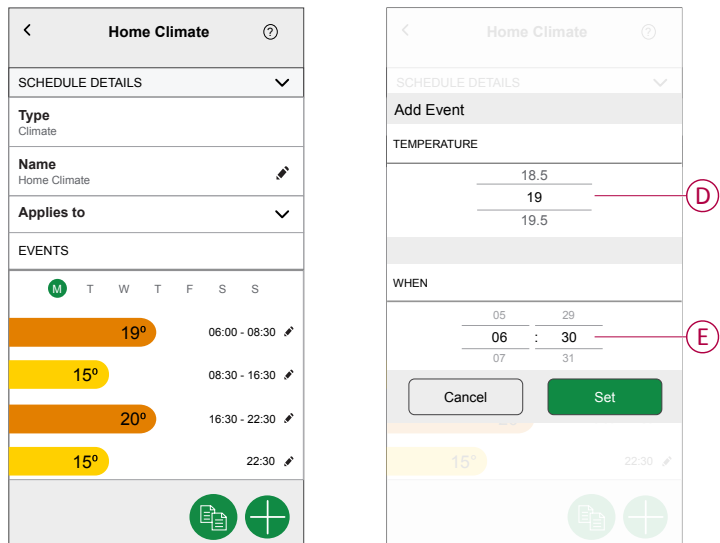 Home Climate ?
SCHEDULE DETAILS
Type
Climate
Name
Home Climate
Applies to
EVENTS
M T W T F S S
19º 06:00 - 08:30
15º 08:30 - 16:30
20º 16:30 - 22:30
15º 22:30
Home Climate ?
SCHEDULE DETAILS
Add Event
TEMPERATURE
18.5
19
D
19.5
WHEN
05 29
06 : 30
E
07 31
Cancel Set
15° 22:30